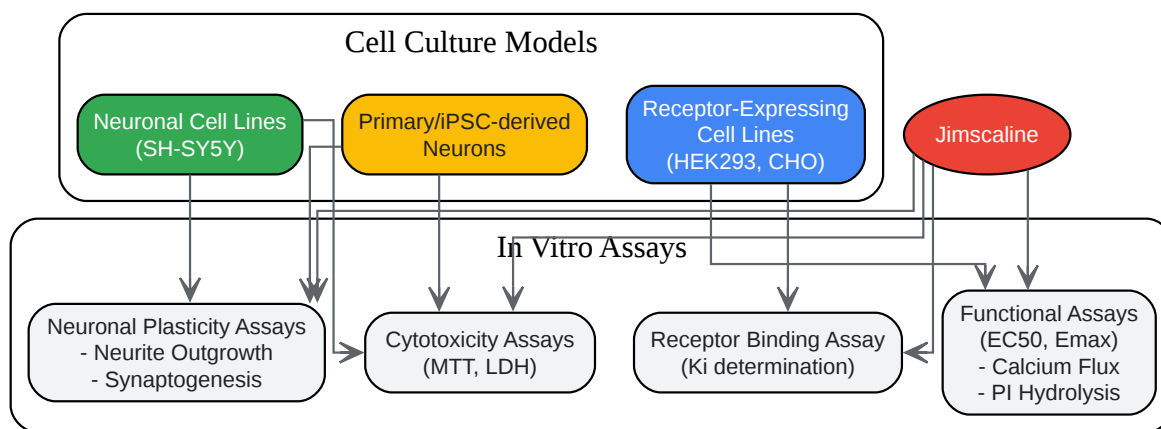 Cell Culture Models
Neuronal Cell Lines
(SH-SY5Y)
Primary/iPSC-derived
Neurons
Receptor-Expressing
Cell Lines
(HEK293, CHO)
Jimscaline
In Vitro Assays
Neuronal Plasticity Assays
- Neurite Outgrowth
- Synaptogenesis
Cytotoxicity Assays
(MTT, LDH)
Receptor Binding Assay
(Ki determination)
Functional Assays
(EC50, Emax)
- Calcium Flux
- PI Hydrolysis